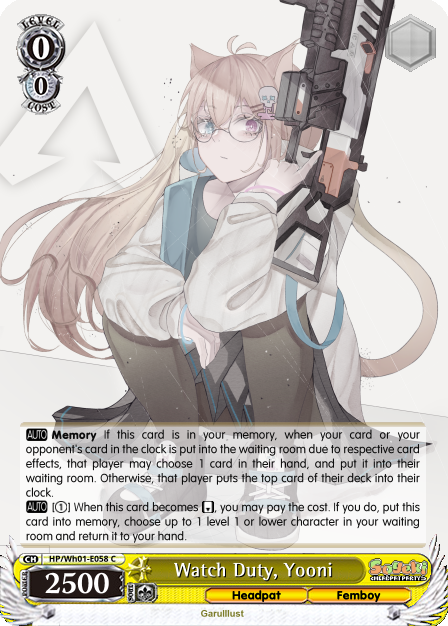 LEVEL
0
0
COST
AUTO Memory If this card is in your memory, when your card or your
opponent's card in the clock is put into the waiting room due to respective card
effects, that player may choose 1 card in their hand, and put it into their
waiting room. Otherwise, that player puts the top card of their deck into their
clock.
AUTO [(1)] When this card becomes [ ], you may pay the cost. If you do, put this
card into memory, choose up to 1 level 1 or lower character in your waiting
room and return it to your hand.
CH HP/Wh01-E058 C
POWER 2500 SOUL
Watch Duty, Yooni
Headpat Femboy
GaruIllust